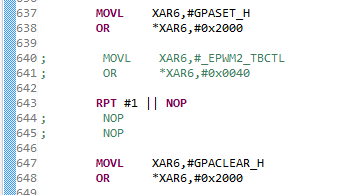 637 MOVL XAR6,#GPASET_H
638 OR *XAR6,#0x2000
639
640 ; MOVL XAR6,#_EPWM2_TBCTL
641 ; OR *XAR6,#0x0040
642
643 RPT #1 || NOP
644 ; NOP
645 ; NOP
646
647 MOVL XAR6,#GPACLEAR_H
648 OR *XAR6,#0x2000